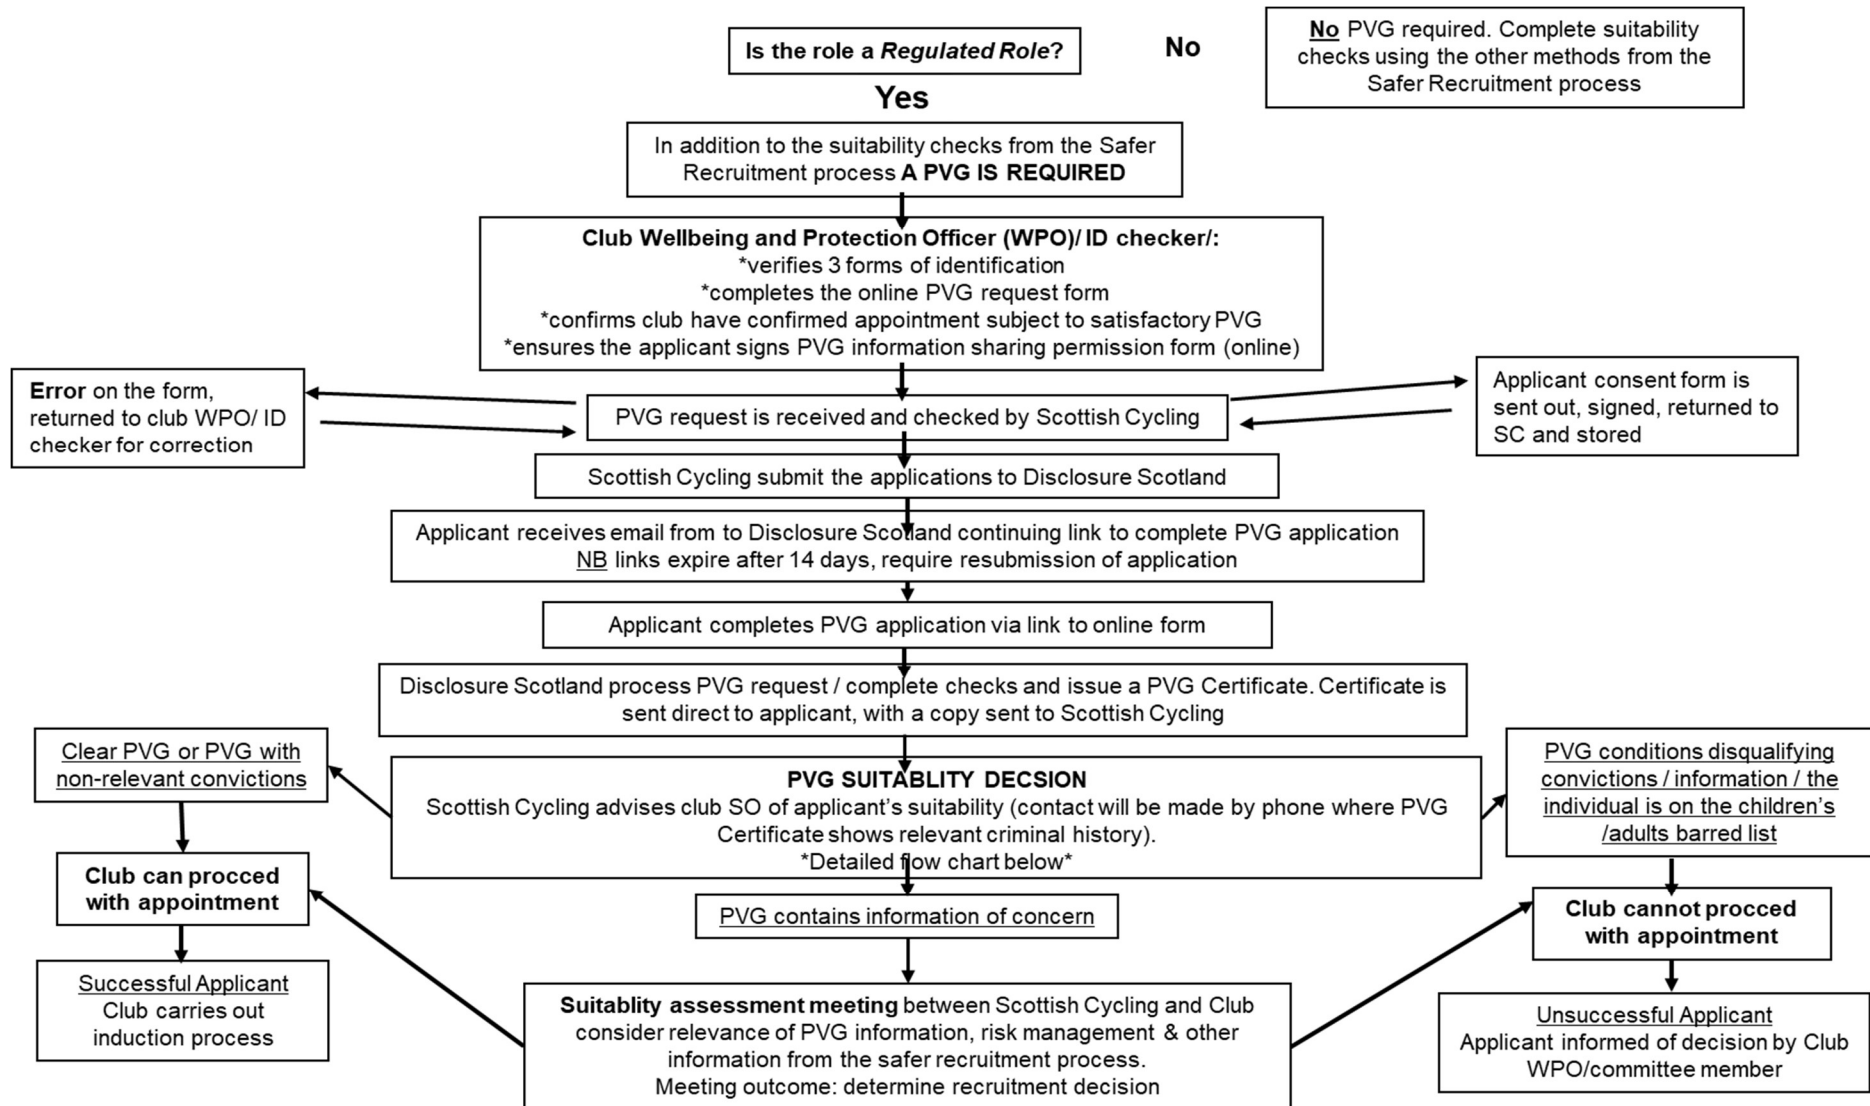 Is the role a Regulated Role?
No
No PVG required. Complete suitability
checks using the other methods from the
Safer Recruitment process
Yes
In addition to the suitability checks from the Safer
Recruitment process A PVG IS REQUIRED
Club Wellbeing and Protection Officer (WPO)/ ID checker/:
*verifies 3 forms of identification
*completes the online PVG request form
*confirms club have confirmed appointment subject to satisfactory PVG
*ensures the applicant signs PVG information sharing permission form (online)
Error on the form,
returned to club WPO/ ID
checker for correction
PVG request is received and checked by Scottish Cycling
Applicant consent form is
sent out, signed, returned to
SC and stored
Scottish Cycling submit the applications to Disclosure Scotland
Applicant receives email from to Disclosure Scotland continuing link to complete PVG application
NB links expire after 14 days, require resubmission of application
Applicant completes PVG application via link to online form
Disclosure Scotland process PVG request / complete checks and issue a PVG Certificate. Certificate is
sent direct to applicant, with a copy sent to Scottish Cycling
Clear PVG or PVG with
non-relevant convictions
PVG SUITABLITY DECSION
Scottish Cycling advises club SO of applicant's suitability (contact will be made by phone where PVG
Certificate shows relevant criminal history).
*Detailed flow chart below*
PVG conditions disqualifying
convictions / information / the
individual is on the children's
/adults barred list
Club can procced
with appointment
PVG contains information of concern
Club cannot procced
with appointment
Successful Applicant
Club carries out
induction process
Suitablity assessment meeting between Scottish Cycling and Club
consider relevance of PVG information, risk management & other
information from the safer recruitment process.
Meeting outcome: determine recruitment decision
Unsuccessful Applicant
Applicant informed of decision by Club
WPO/committee member